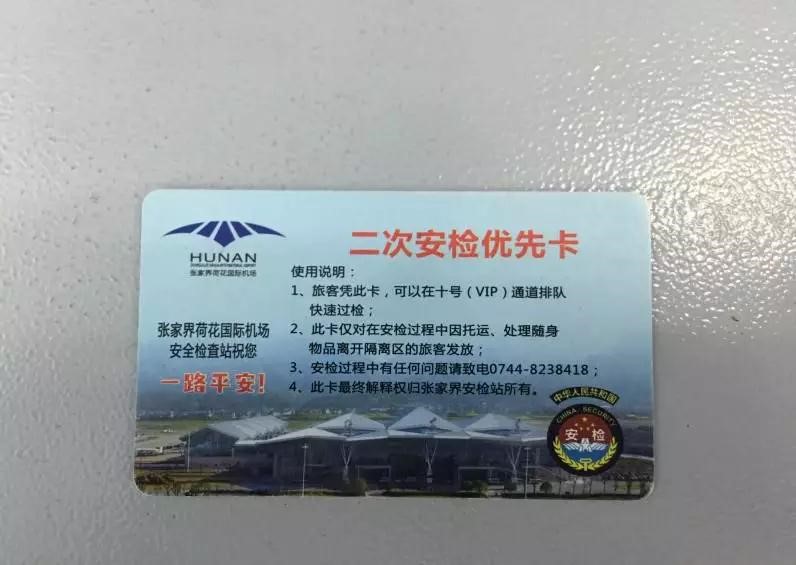 HUNAN
张家界荷花国际机场
张家界荷花国际机场
安全检查站祝您
一路平安!
二次安检优先卡
使用说明：
1、旅客凭此卡，可以在十号（VIP）通道排队
快速过检；
2、此卡仅对在安检过程中因托运、处理随身
物品离开隔离区的旅客发放；
3、安检过程中有任何问题请致电0744-8238418；
4、此卡最终解释权归张家界安检站所有。
中华人民共和国
CHINA SECURITY
安检